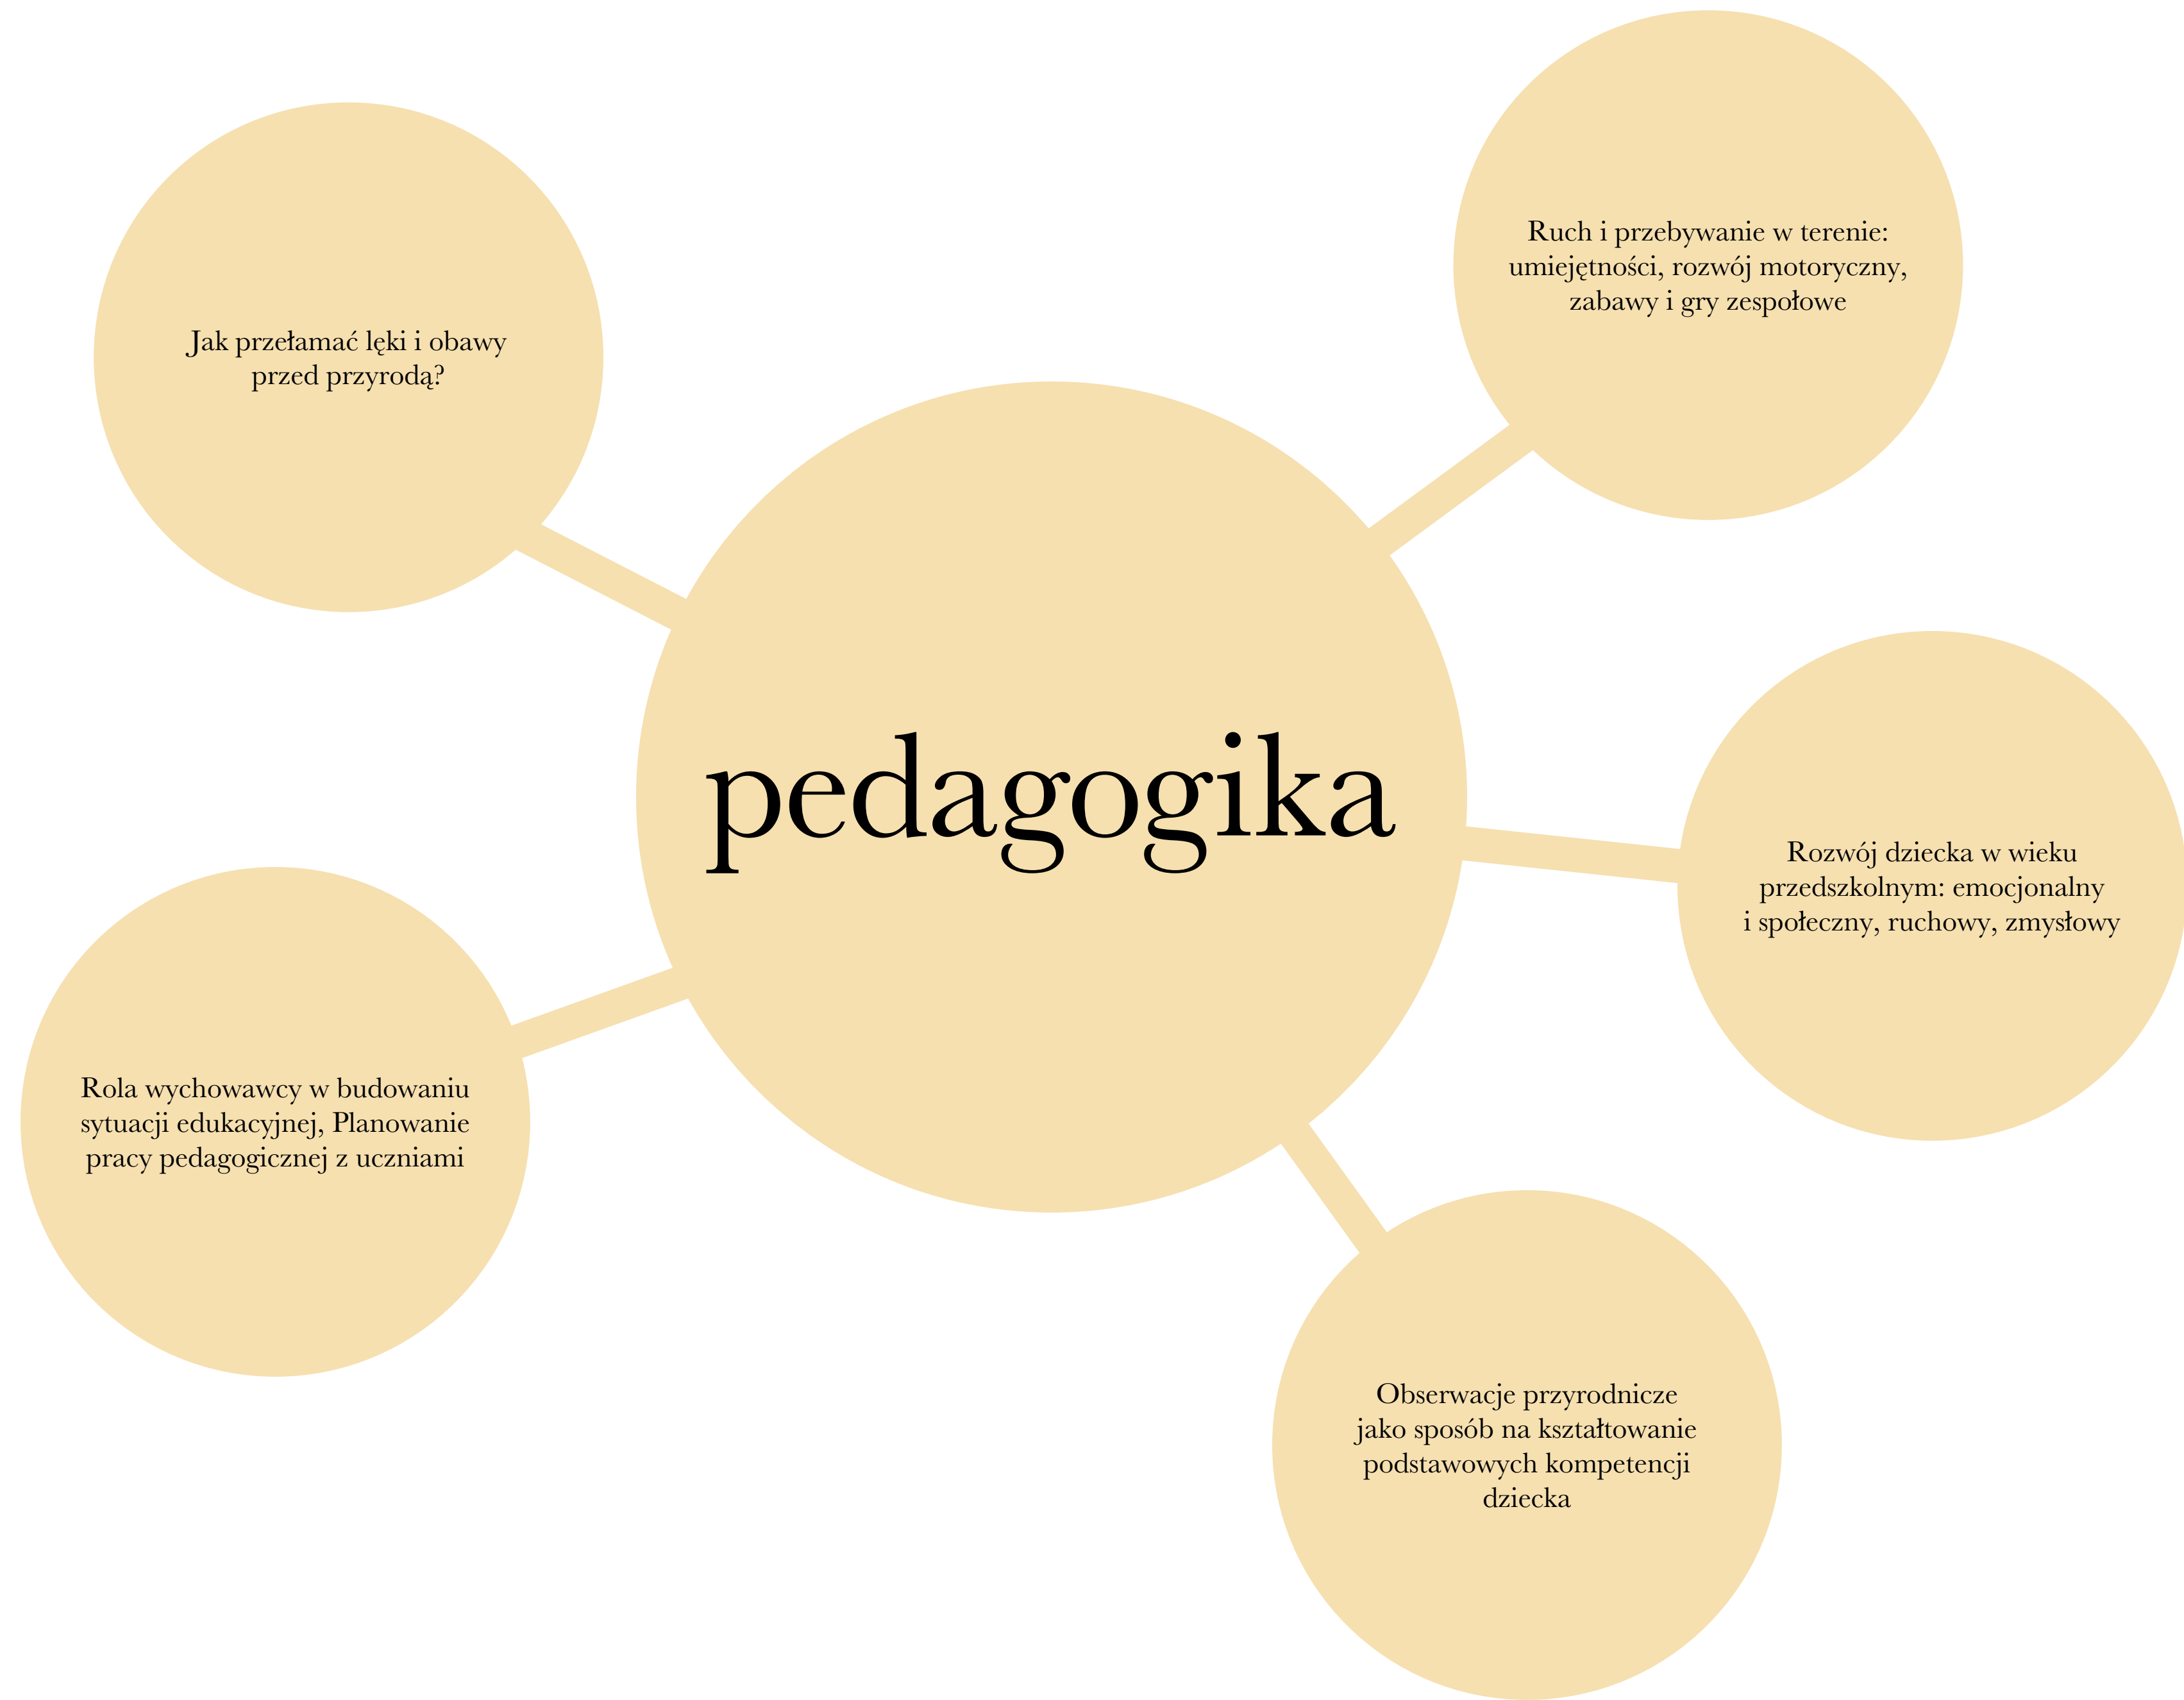 Ruch i przebywanie w terenie:
umiejętności, rozwój motoryczny,
zabawy i gry zespołowe
Jak przełamać lęki i obawy
przed przyrodą?
pedagogika
Rozwój dziecka w wieku
przedszkolnym: emocjonalny
i społeczny, ruchowy, zmysłowy
Rola wychowawcy w budowaniu
sytuacji edukacyjnej, Planowanie
pracy pedagogicznej z uczniami
Obserwacje przyrodnicze
jako sposób na kształtowanie
podstawowych kompetencji
dziecka